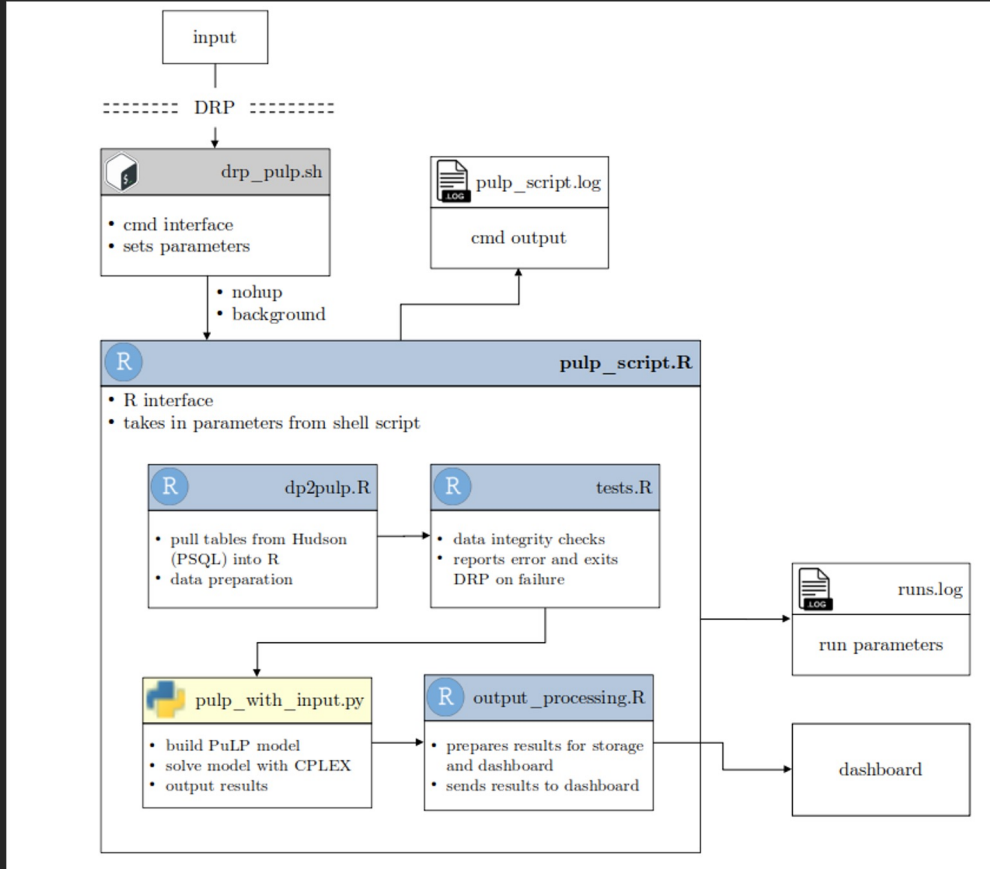 input
DRP
drp_pulp.sh
• cmd interface
• sets parameters
.LOG
pulp_script.log
cmd output
• nohup
• background
R
pulp_script.R
• R interface
• takes in parameters from shell script
R
dp2pulp.R
• pull tables from Hudson
(PSQL) into R
• data preparation
R
tests.R
• data integrity checks
• reports error and exits
DRP on failure
.LOG
runs.log
run parameters
pulp_with_input.py
• build PuLP model
• solve model with CPLEX
• output results
R
output_processing.R
• prepares results for storage
and dashboard
• sends results to dashboard
dashboard